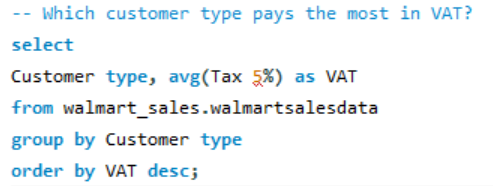 -- Which customer type pays the most in VAT?
select
Customer type, avg(Tax 5%) as VAT
from walmart_sales.walmartsalesdata
group by Customer type
order by VAT desc;